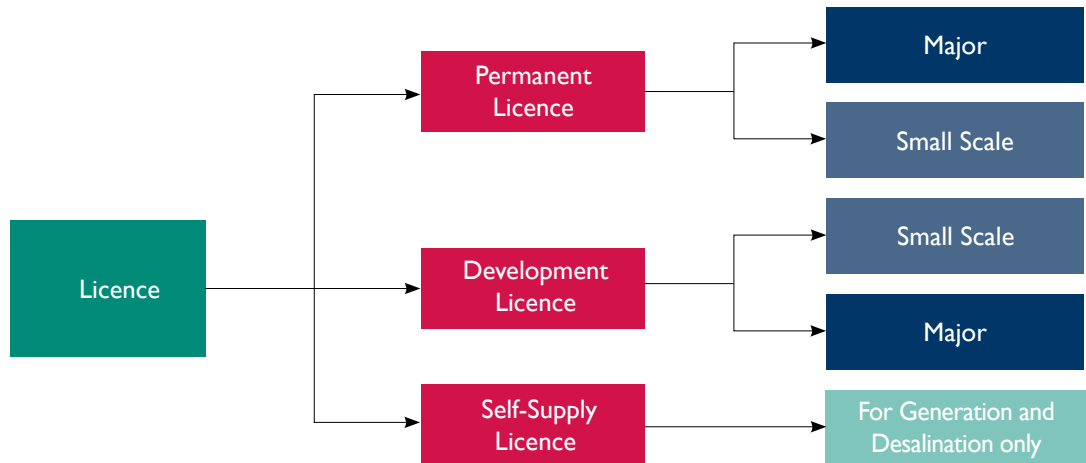 Licence
Permanent
Licence
Major
Small Scale
Development
Licence
Small Scale
Major
Self-Supply
Licence
For Generation and
Desalination only